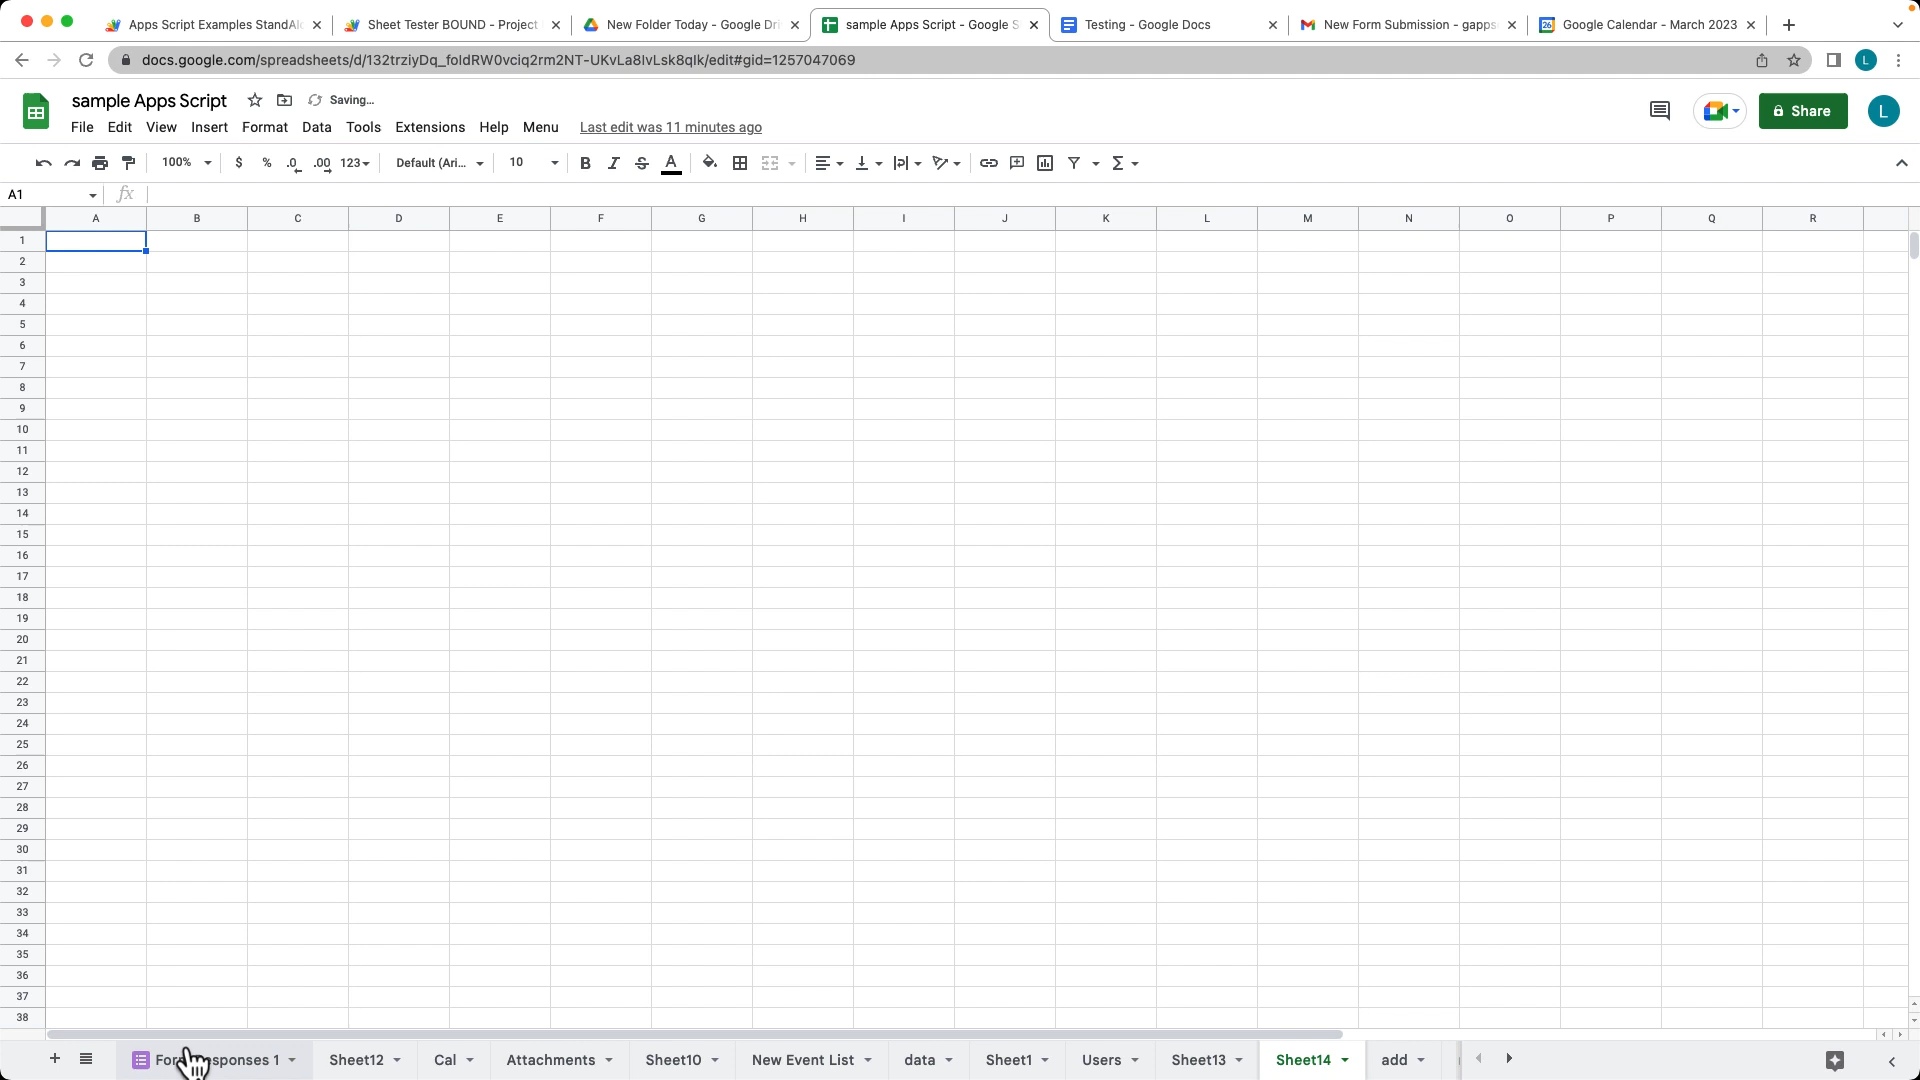 Apps Script Examples StandAl
Sheet Tester BOUND - Project
New Folder Today - Google Dri
sample Apps Script - Google S
Testing - Google Docs
New Form Submission - gapps
Google Calendar - March 2023
docs.google.com/spreadsheets/d/132trziyDq_foldRW0vciq2rm2NT-UKvLa8IvLsk8qlk/edit#gid=1257047069
L
sample Apps Script
Saving...
File Edit View Insert Format Data Tools Extensions Help Menu Last edit was 11 minutes ago
Share
L
100% $ % .0 .00 123 Default (Ari... 10 B I S A Σ
A1 fx
A B C D E F G H I J K L M N O P Q R
1
2
3
4
5
6
7
8
9
10
11
12
13
14
15
16
17
18
19
20
21
22
23
24
25
26
27
28
29
30
31
32
33
34
35
36
37
38
1 Sheet12 Cal Attachments Sheet10 New Event List data Sheet1 Users Sheet13 Sheet14 add